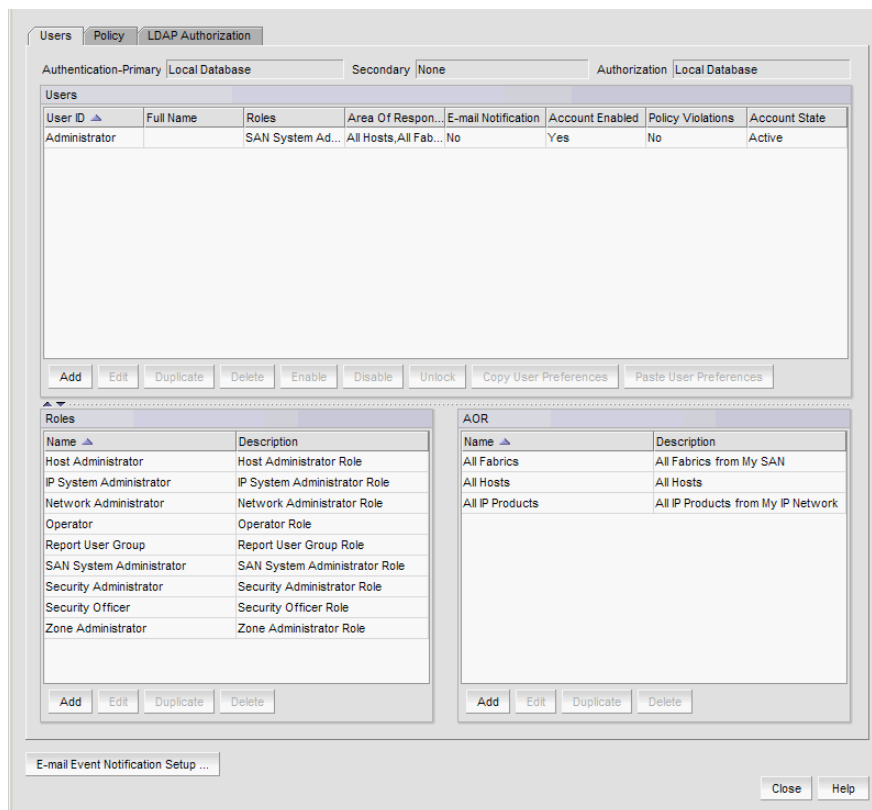 Users Policy LDAP Authorization
Authentication-Primary Local Database Secondary None Authorization Local Database
Users
User ID Full Name Roles Area Of Respon... E-mail Notification Account Enabled Policy Violations Account State
Administrator SAN System Ad... All Hosts,All Fab... No Yes No Active
Add Edit Duplicate Delete Enable Disable Unlock Copy User Preferences Paste User Preferences
Roles
Name Description
Host Administrator Host Administrator Role
IP System Administrator IP System Administrator Role
Network Administrator Network Administrator Role
Operator Operator Role
Report User Group Report User Group Role
SAN System Administrator SAN System Administrator Role
Security Administrator Security Administrator Role
Security Officer Security Officer Role
Zone Administrator Zone Administrator Role
Add Edit Duplicate Delete
AOR
Name Description
All Fabrics All Fabrics from My SAN
All Hosts All Hosts
All IP Products All IP Products from My IP Network
Add Edit Duplicate Delete
E-mail Event Notification Setup ...
Close Help